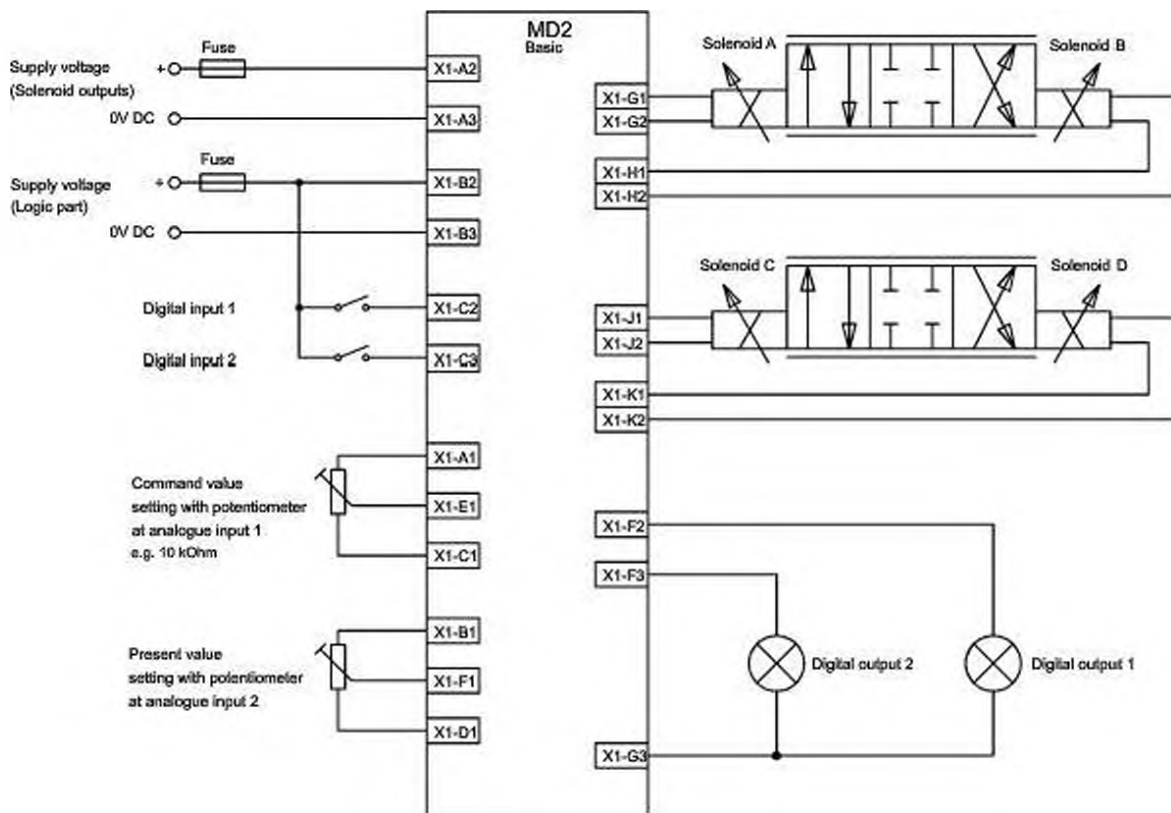 MD2
Basic
Fuse
Supply voltage
(Solenoid outputs)
+
X1-A2
0V DC
X1-A3
Fuse
Supply voltage
(Logic part)
+
X1-B2
0V DC
X1-B3
Digital input 1
X1-C2
Digital input 2
X1-C3
X1-A1
Command value
setting with potentiometer
at analogue input 1
e.g. 10 kOhm
X1-E1
X1-C1
X1-B1
Present value
setting with potentiometer
at analogue input 2
X1-F1
X1-D1
Solenoid A
Solenoid B
X1-G1
X1-G2
X1-H1
X1-H2
Solenoid C
Solenoid D
X1-J1
X1-J2
X1-K1
X1-K2
X1-F2
X1-F3
Digital output 2
Digital output 1
X1-G3